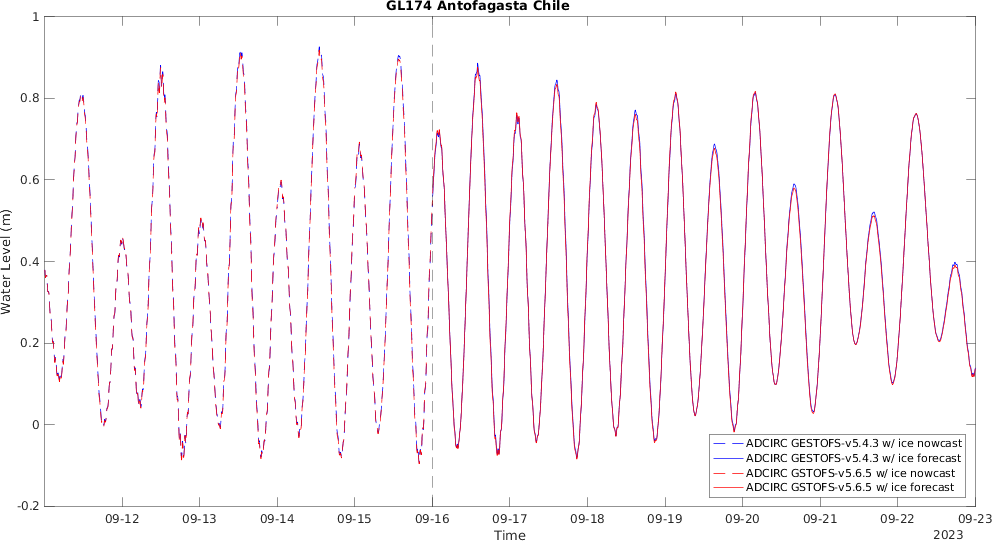 GL174 Antofagasta Chile
Water Level (m)
1
0.8
0.6
0.4
0.2
0
-0.2
ADCIRC GESTOFS-v5.4.3 w/ ice nowcast
ADCIRC GESTOFS-v5.4.3 w/ ice forecast
ADCIRC GSTOFS-v5.6.5 w/ ice nowcast
ADCIRC GSTOFS-v5.6.5 w/ ice forecast
09-12 09-13 09-14 09-15 09-16 09-17 09-18 09-19 09-20 09-21 09-22 09-23
Time
2023